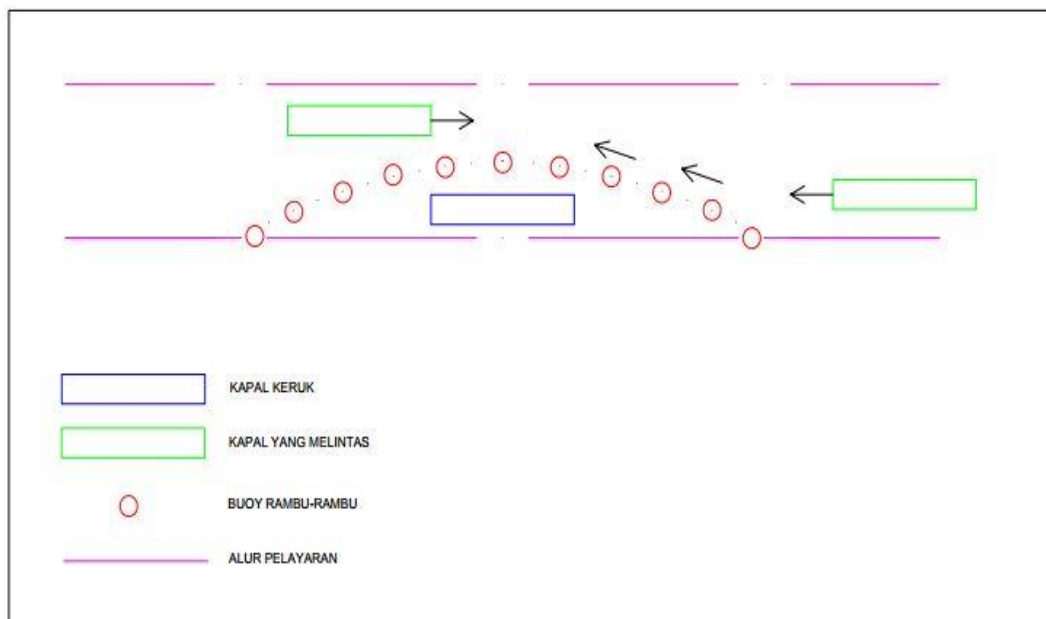 KAPAL KERUK
KAPAL YANG MELINTAS
BUOY RAMBU-RAMBU
ALUR PELAYARAN